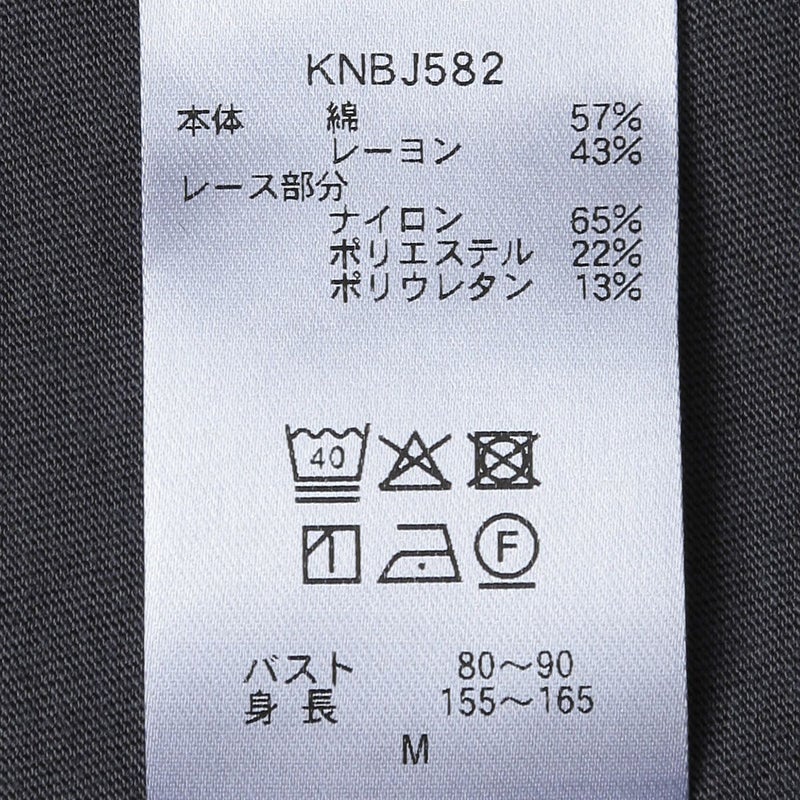 KNBJ582
本体 綿 57%
レーヨン 43%
レース部分
ナイロン 65%
ポリエステル 22%
ポリウレタン 13%
40
F
バスト 80～90
身長 155～165
M